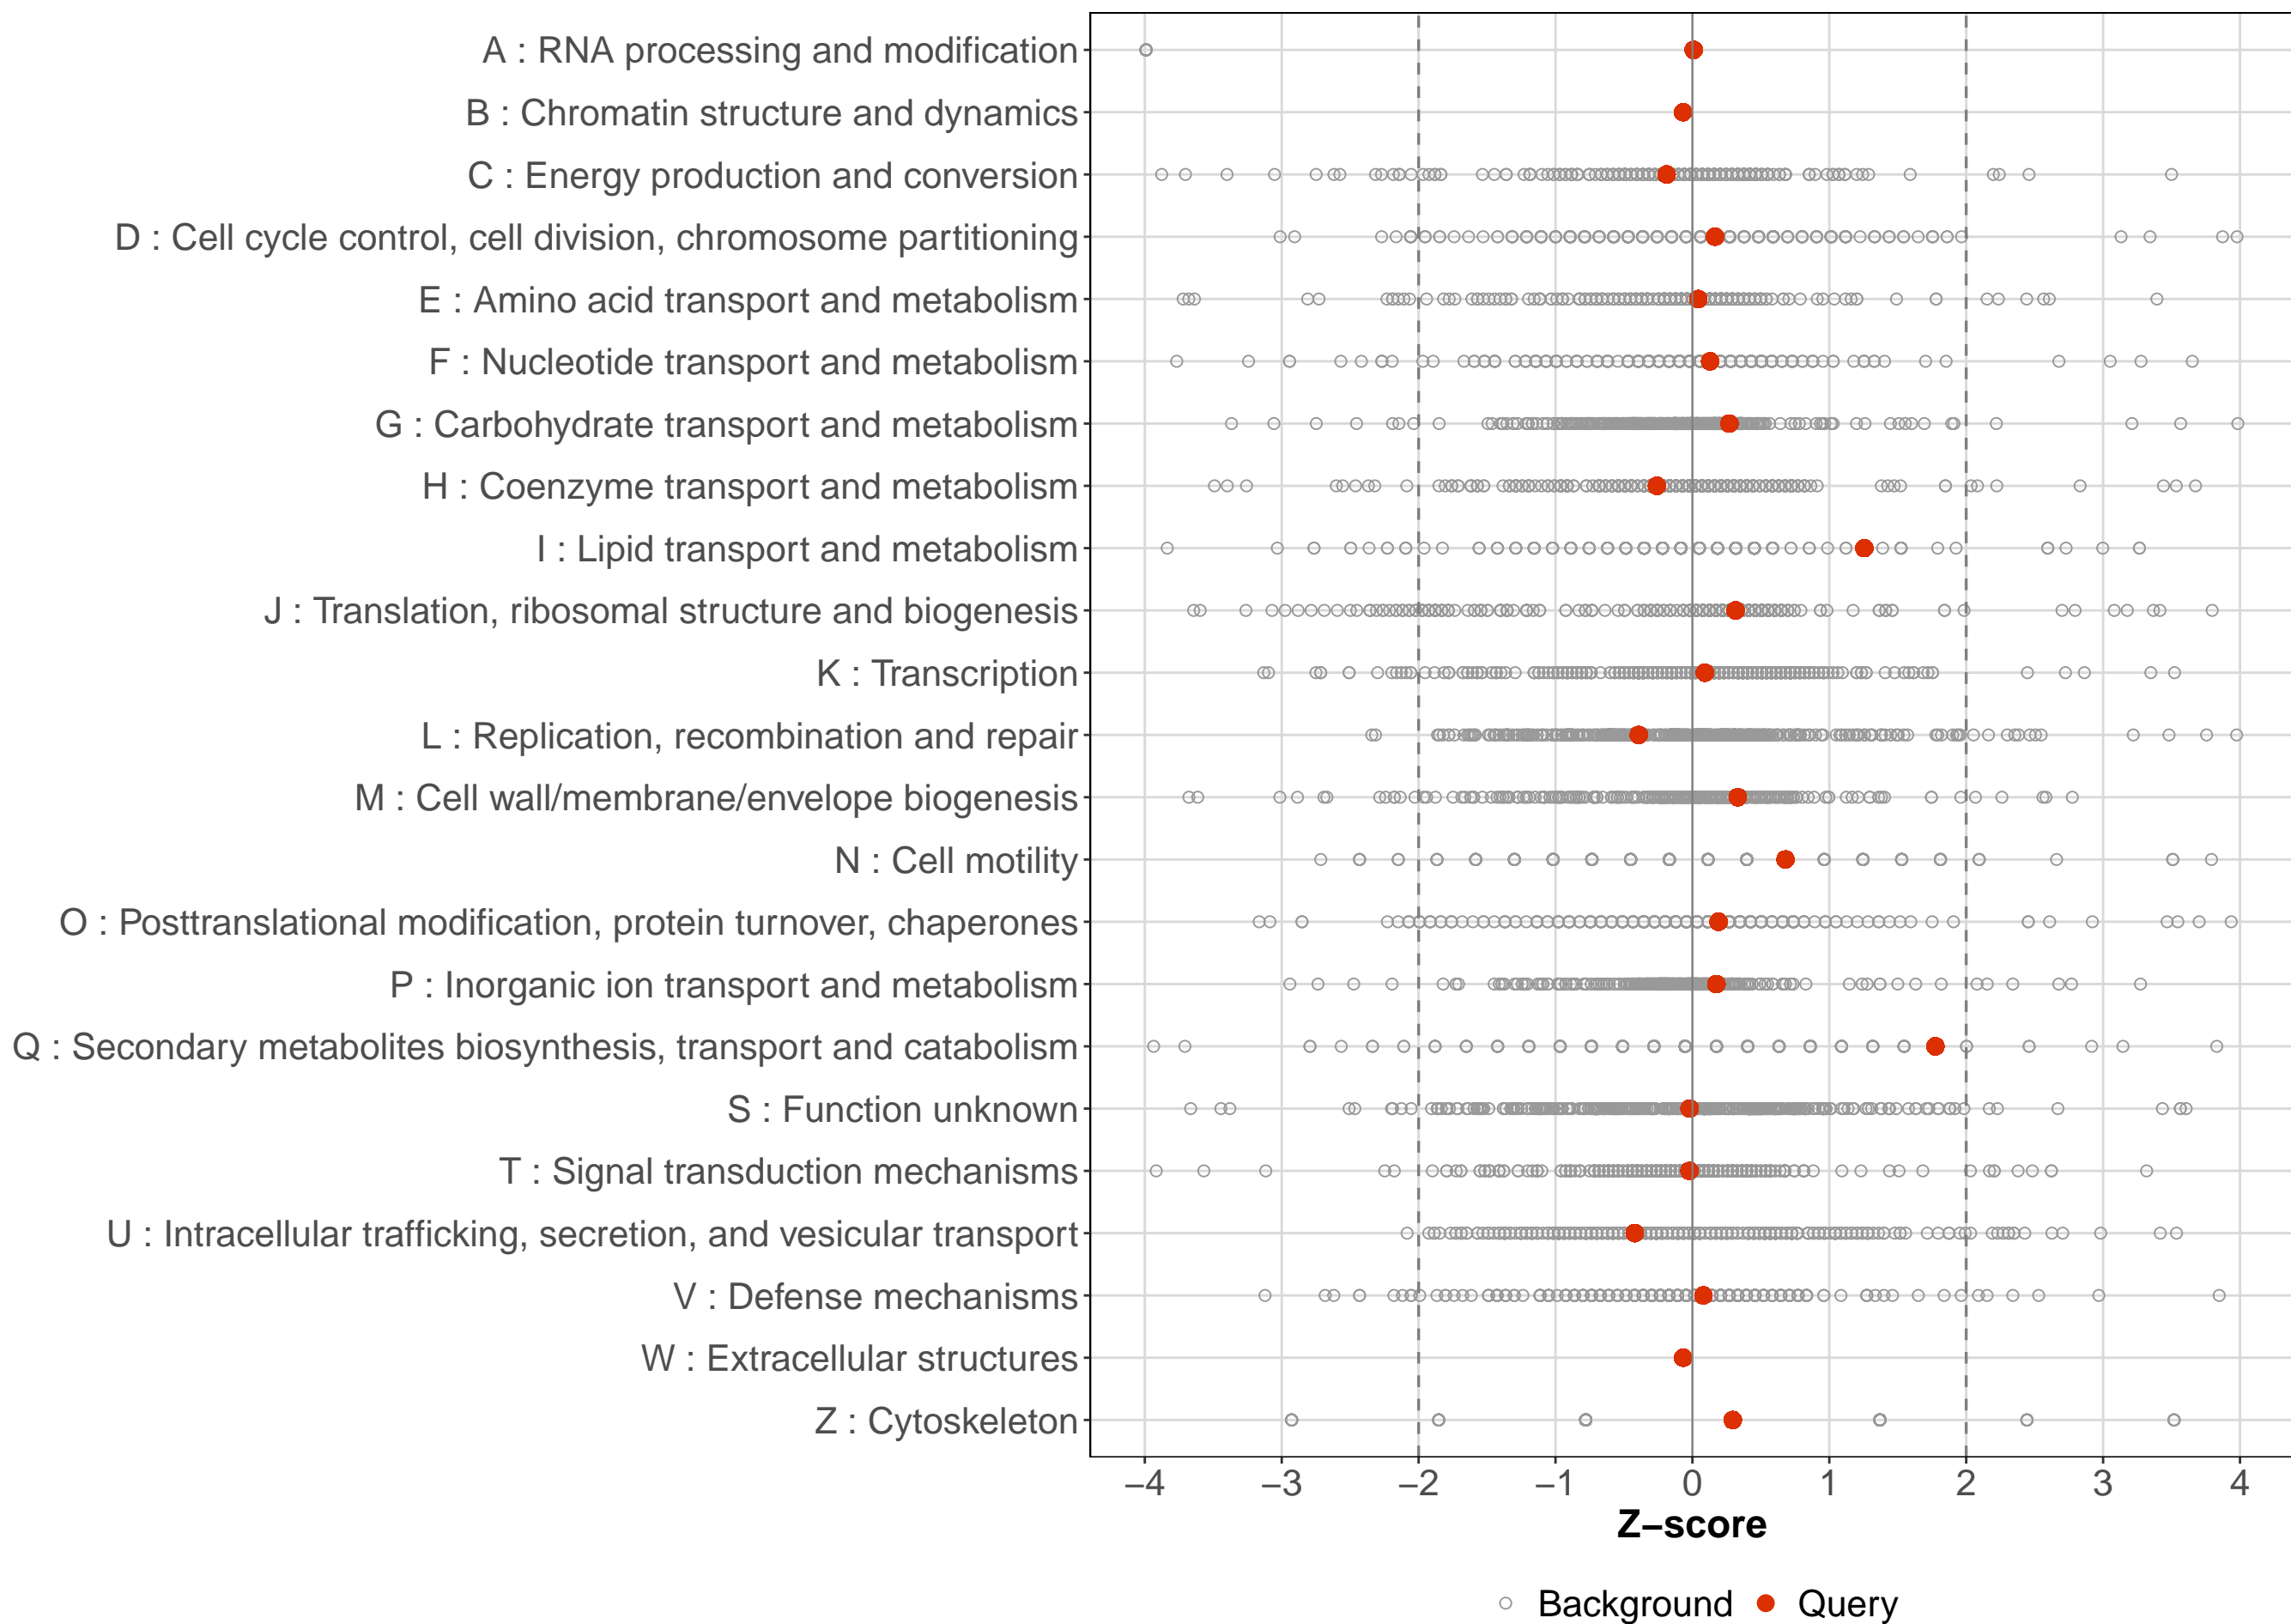 A : RNA processing and modification
B : Chromatin structure and dynamics
C : Energy production and conversion
D : Cell cycle control, cell division, chromosome partitioning
E : Amino acid transport and metabolism
F : Nucleotide transport and metabolism
G : Carbohydrate transport and metabolism
H : Coenzyme transport and metabolism
I : Lipid transport and metabolism
J : Translation, ribosomal structure and biogenesis
K : Transcription
L : Replication, recombination and repair
M : Cell wall/membrane/envelope biogenesis
N : Cell motility
O : Posttranslational modification, protein turnover, chaperones
P : Inorganic ion transport and metabolism
Q : Secondary metabolites biosynthesis, transport and catabolism
S : Function unknown
T : Signal transduction mechanisms
U : Intracellular trafficking, secretion, and vesicular transport
V : Defense mechanisms
W : Extracellular structures
Z : Cytoskeleton
−4 −3 −2 −1 0 1 2 3 4
Z−score
Background Query